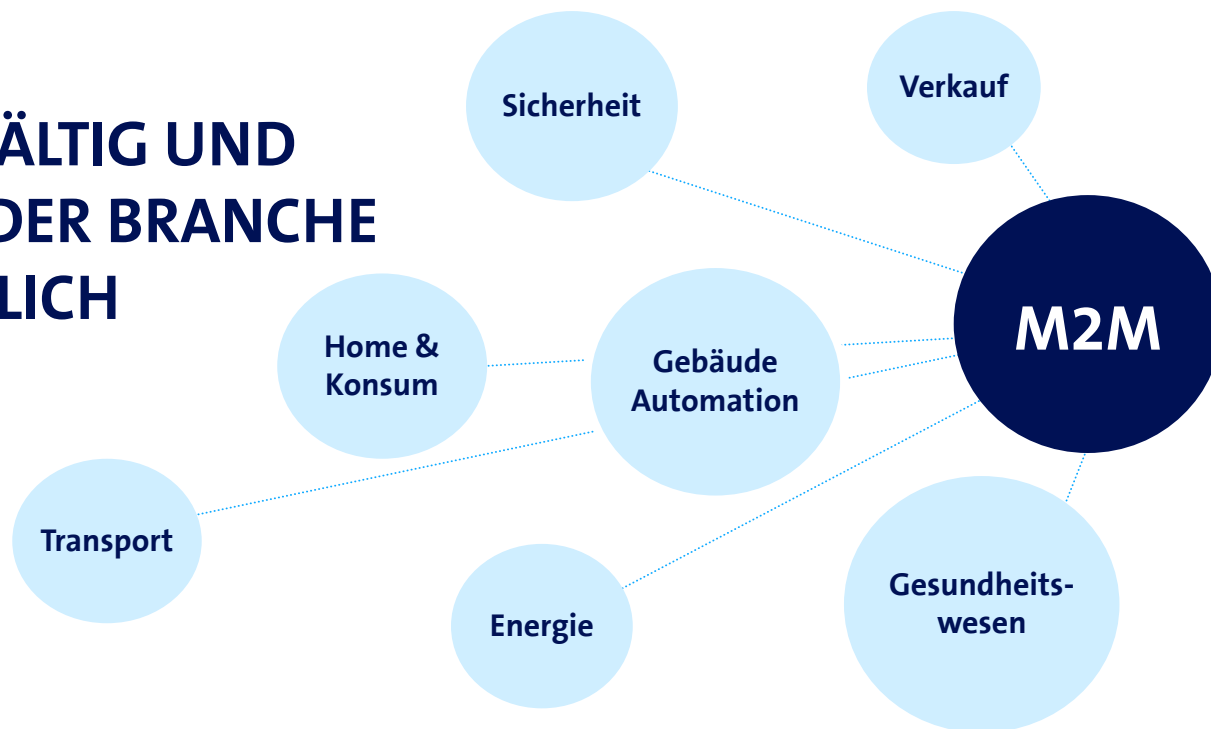 ÄLTIG UND
DER BRANCHE
LICH
Sicherheit
Verkauf
M2M
Home &
Konsum
Gebäude
Automation
Transport
Energie
Gesundheits-
wesen